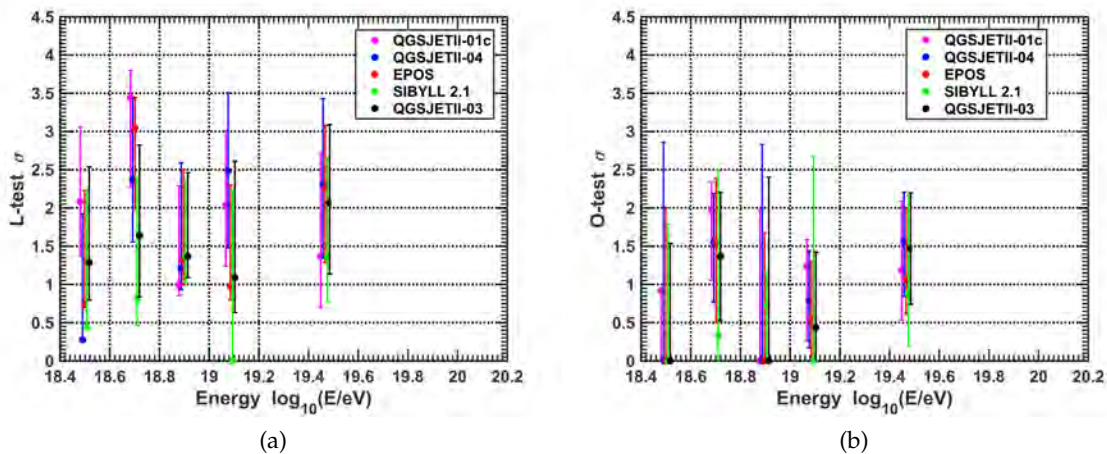 4.5
4
3.5
3
2.5
2
1.5
1
0.5
0
L-test σ
QGSJETII-01c
QGSJETII-04
EPOS
SIBYLL 2.1
QGSJETII-03
18.4 18.6 18.8 19 19.2 19.4 19.6 19.8 20 20.2
Energy log10(E/eV)
(a)
4.5
4
3.5
3
2.5
2
1.5
1
0.5
0
O-test σ
QGSJETII-01c
QGSJETII-04
EPOS
SIBYLL 2.1
QGSJETII-03
18.4 18.6 18.8 19 19.2 19.4 19.6 19.8 20 20.2
Energy log10(E/eV)
(b)